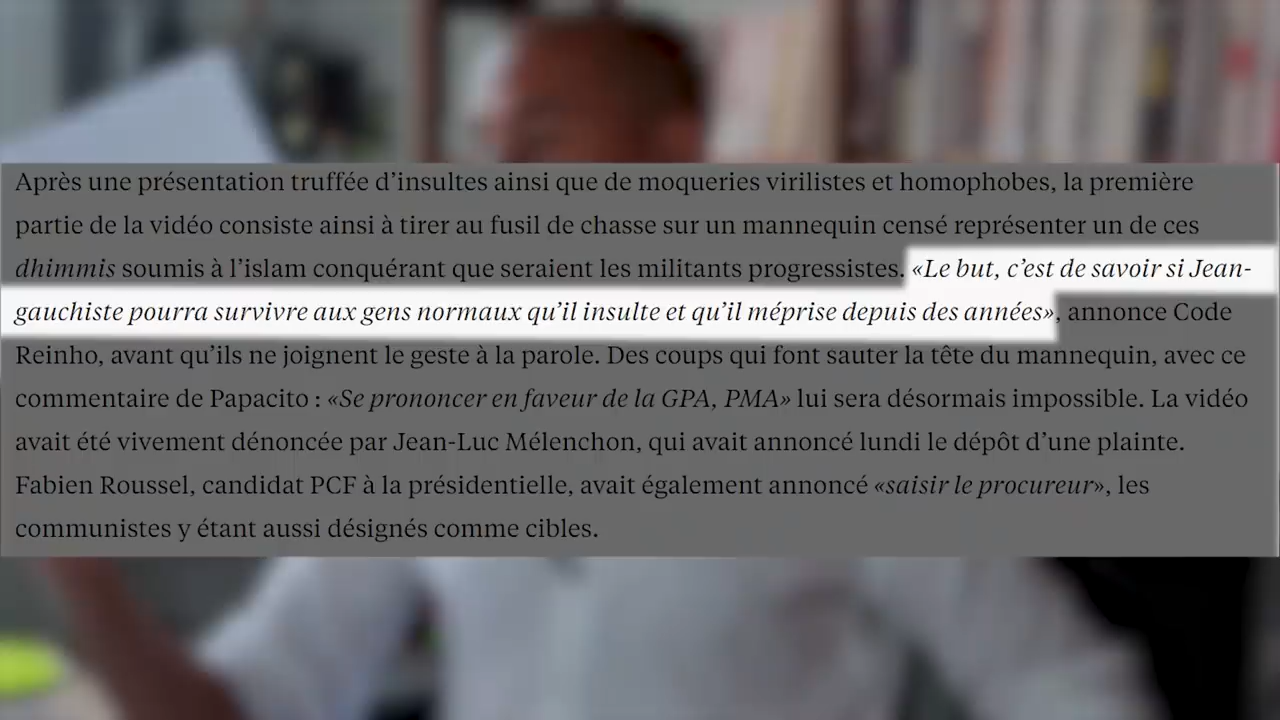 Après une présentation truffée d’insultes ainsi que de moqueries virilistes et homophobes, la première
partie de la vidéo consiste ainsi à tirer au fusil de chasse sur un mannequin censé représenter un de ces
dhimmis soumis à l’islam conquérant que seraient les militants progressistes. «Le but, c’est de savoir si Jean-
gauchiste pourra survivre aux gens normaux qu’il insulte et qu’il méprise depuis des années», annonce Code
Reinho, avant qu’ils ne joignent le geste à la parole. Des coups qui font sauter la tête du mannequin, avec ce
commentaire de Papacito : «Se prononcer en faveur de la GPA, PMA» lui sera désormais impossible. La vidéo
avait été vivement dénoncée par Jean-Luc Mélenchon, qui avait annoncé lundi le dépôt d’une plainte.
Fabien Roussel, candidat PCF à la présidentielle, avait également annoncé «saisir le procureur», les
communistes y étant aussi désignés comme cibles.